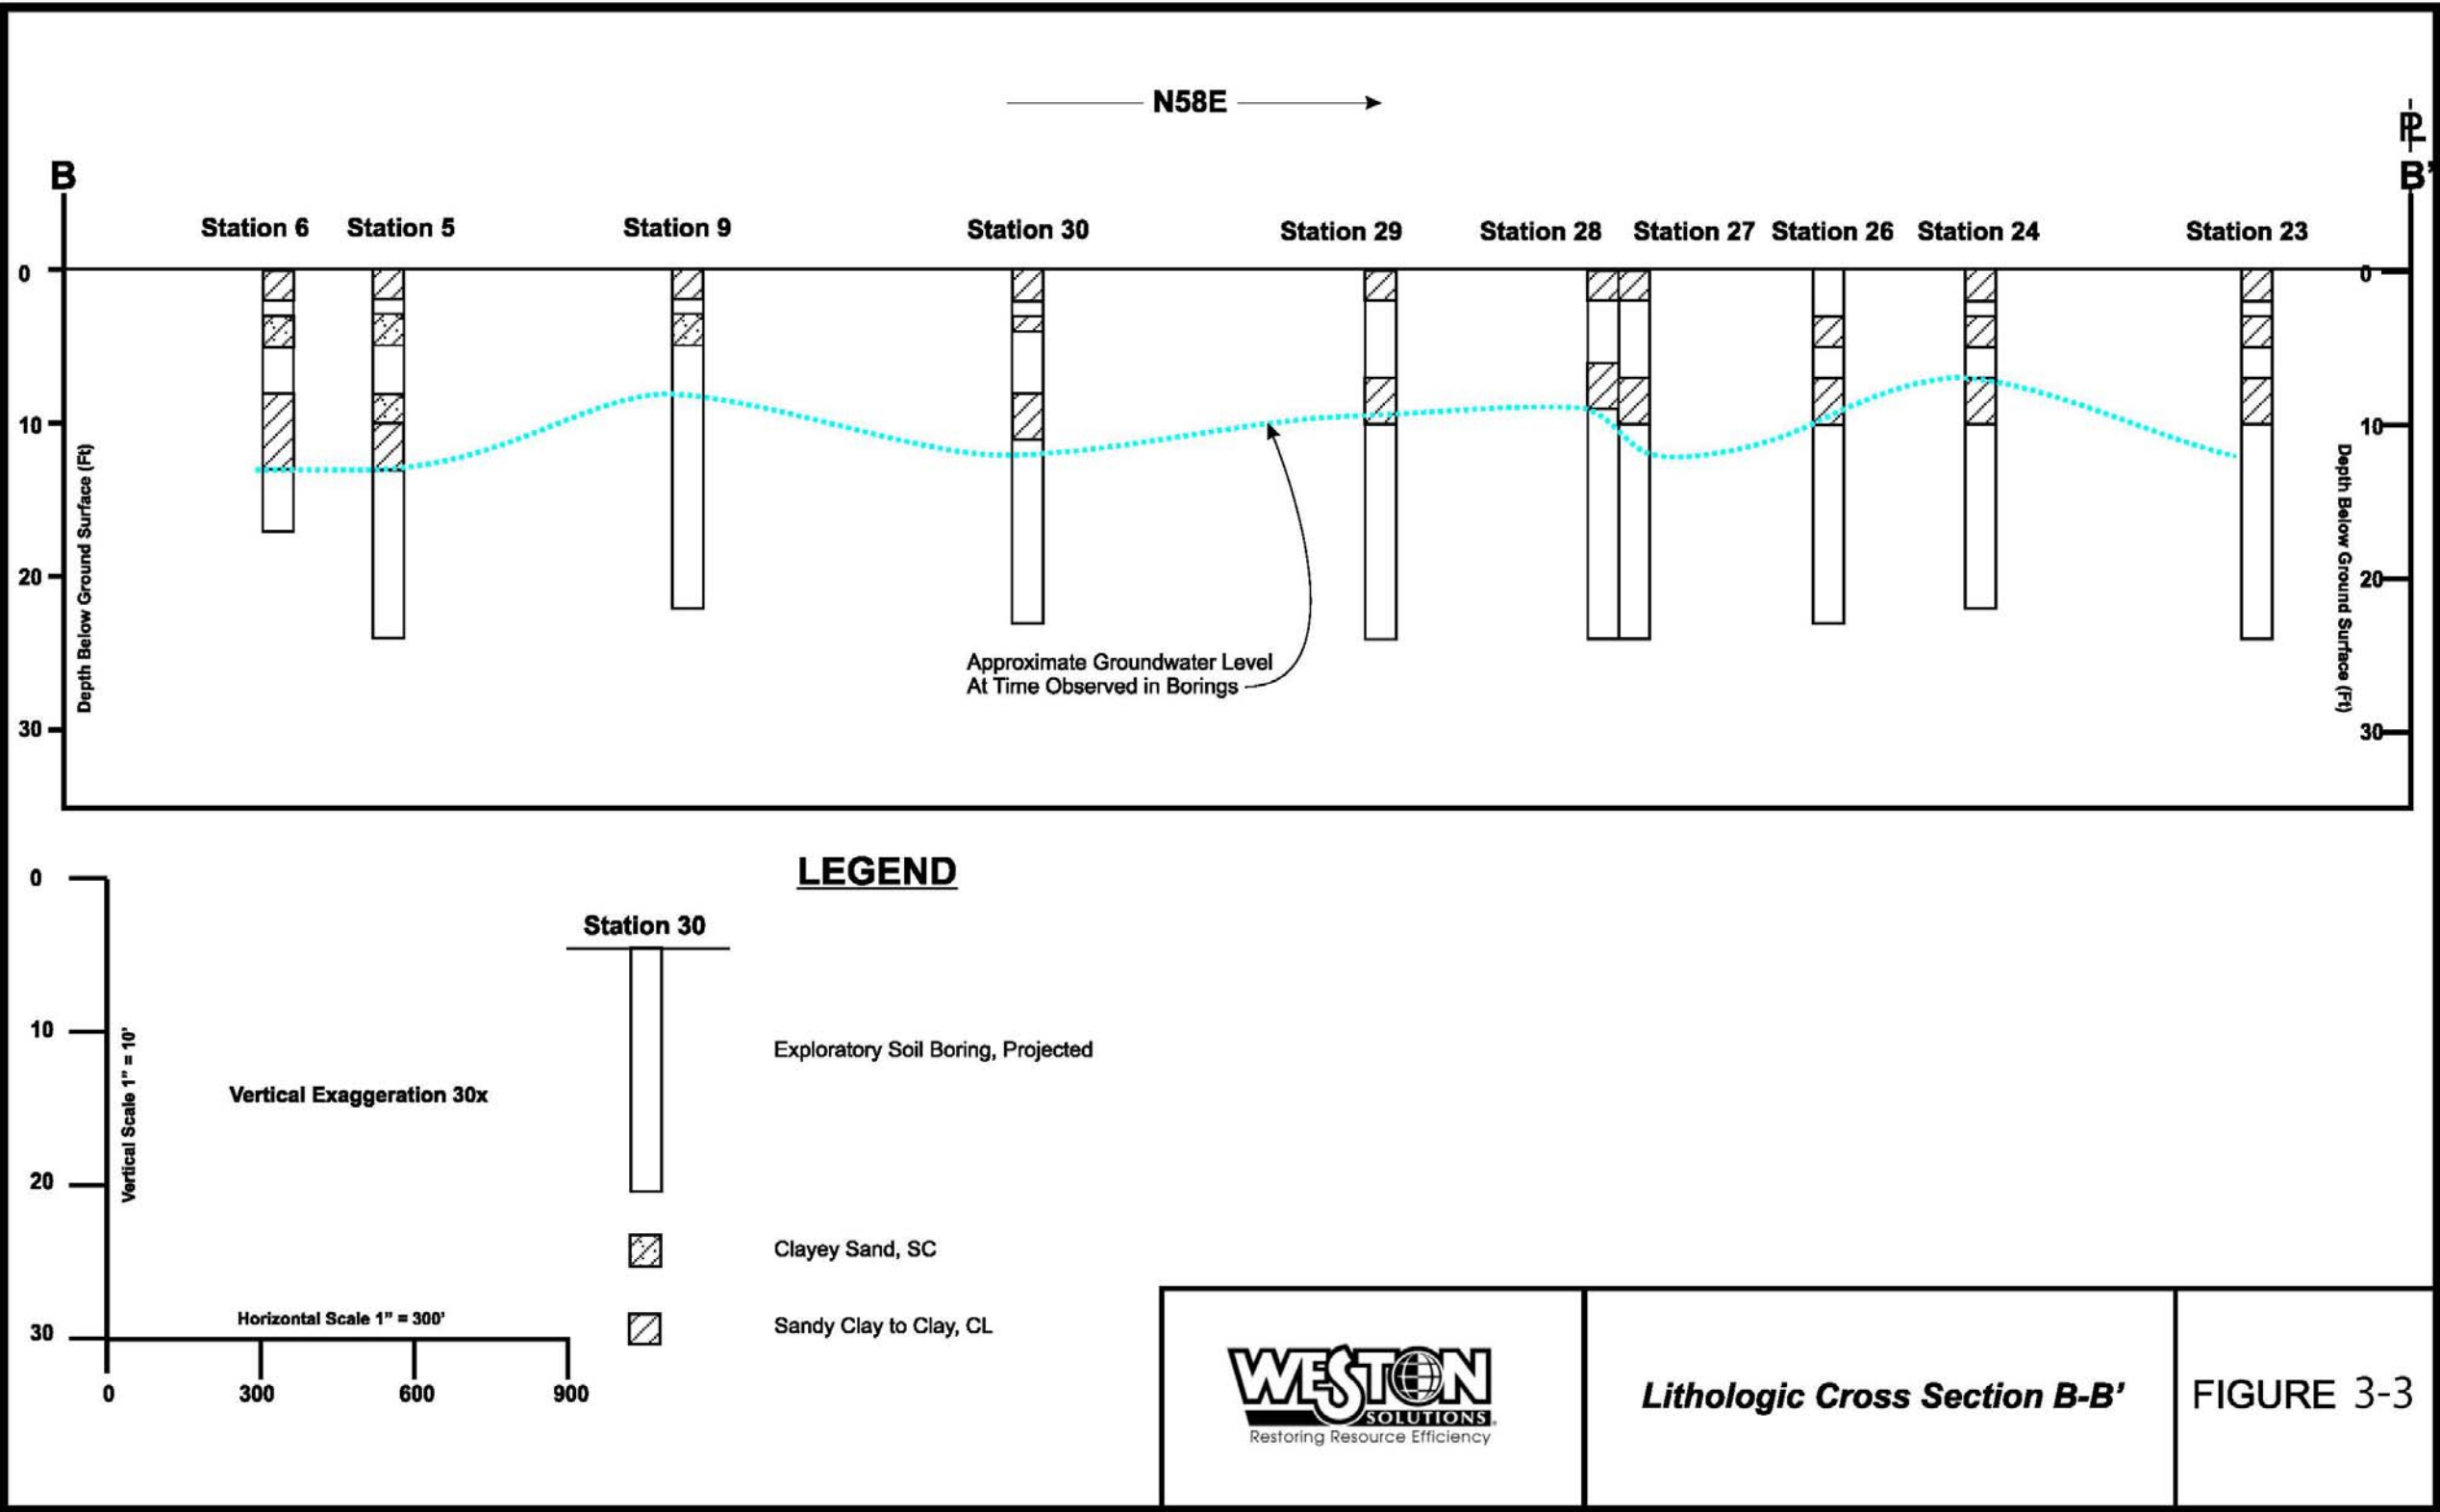 N58E
PL
B
B'
Station 6
Station 5
Station 9
Station 30
Station 29
Station 28
Station 27
Station 26
Station 24
Station 23
0
10
20
30
Depth Below Ground Surface (Ft)
0
10
20
30
Depth Below Ground Surface (Ft)
Approximate Groundwater Level
At Time Observed in Borings
LEGEND
0
10
20
30
Vertical Scale 1" = 10'
Vertical Exaggeration 30x
Horizontal Scale 1" = 300'
0
300
600
900
Station 30
Exploratory Soil Boring, Projected
Clayey Sand, SC
Sandy Clay to Clay, CL
WESTON
SOLUTIONS
Restoring Resource Efficiency
Lithologic Cross Section B-B'
FIGURE 3-3